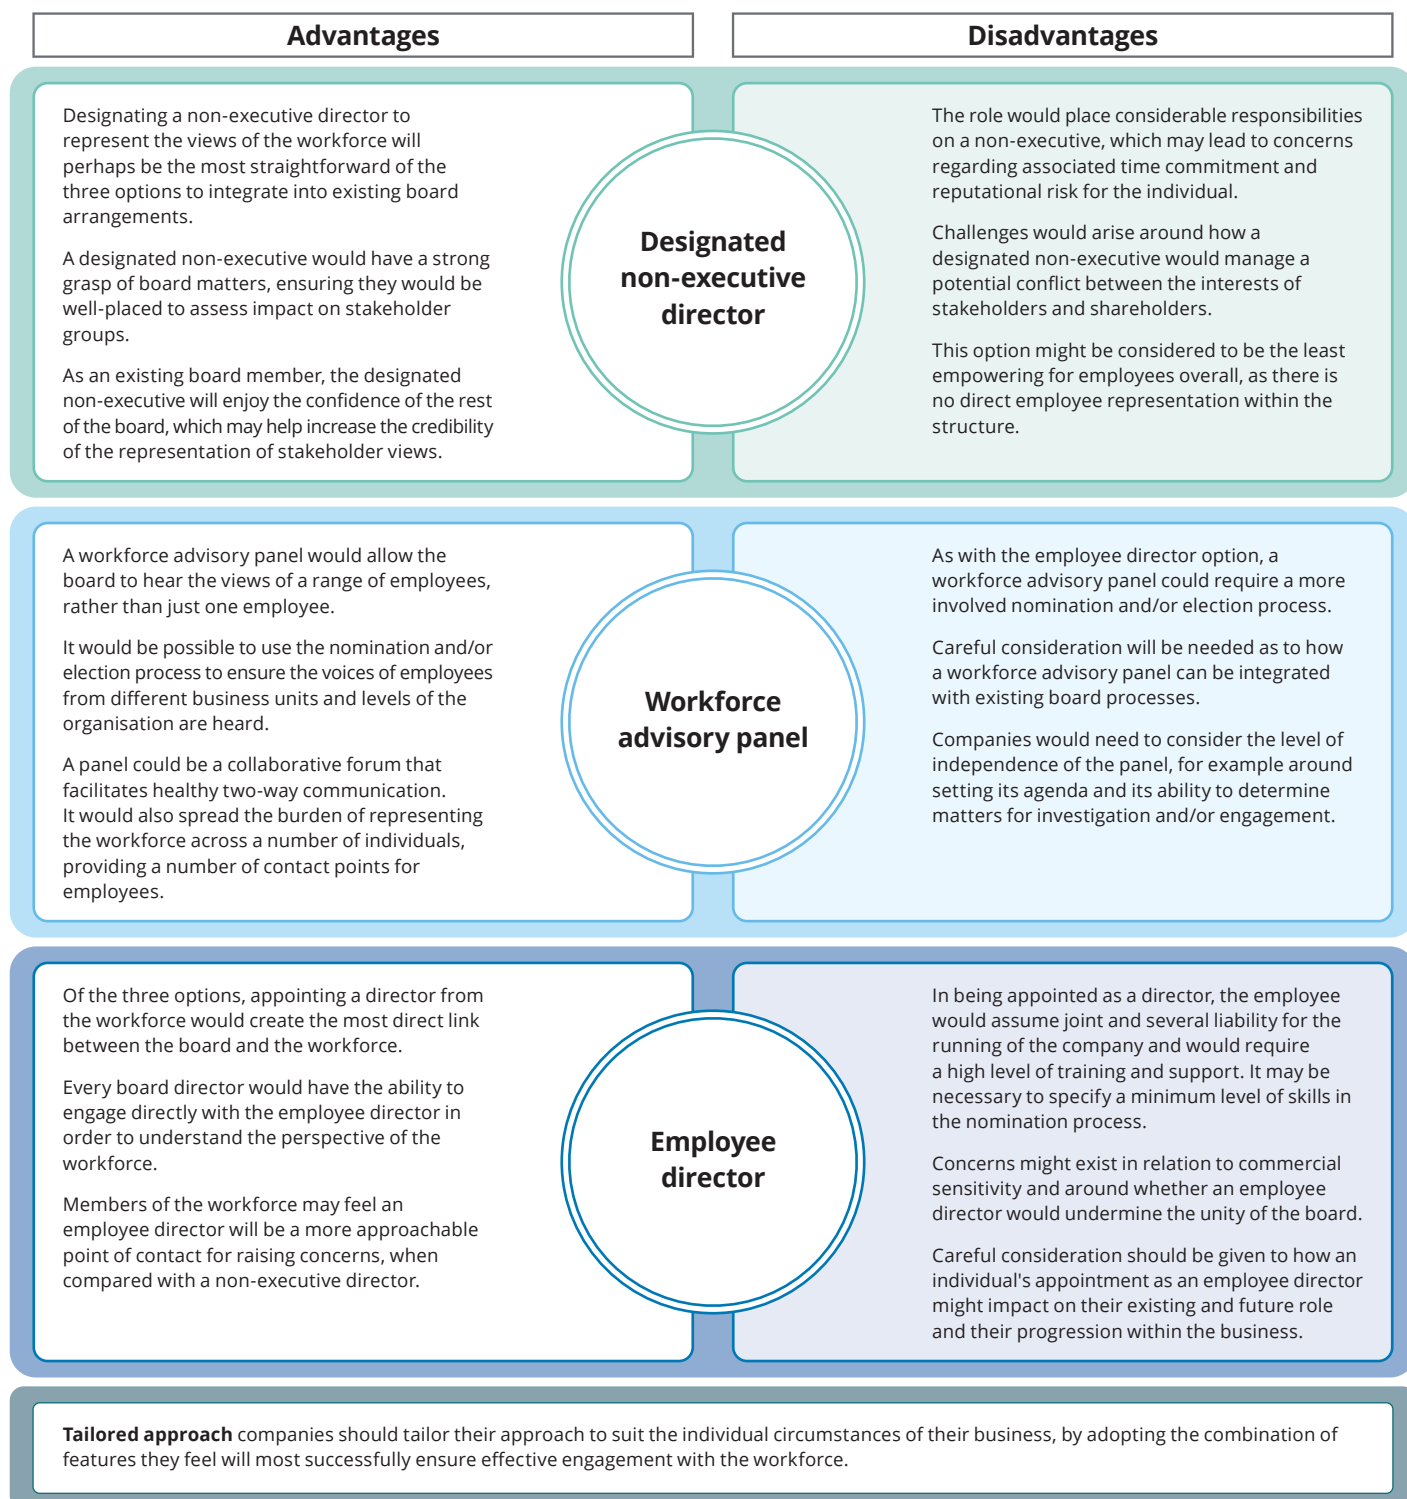 Advantages
Disadvantages
Designating a non-executive director to
represent the views of the workforce will
perhaps be the most straightforward of the
three options to integrate into existing board
arrangements.
A designated non-executive would have a strong
grasp of board matters, ensuring they would be
well-placed to assess impact on stakeholder
groups.
As an existing board member, the designated
non-executive will enjoy the confidence of the rest
of the board, which may help increase the credibility
of the representation of stakeholder views.
Designated
non-executive
director
The role would place considerable responsibilities
on a non-executive, which may lead to concerns
regarding associated time commitment and
reputational risk for the individual.
Challenges would arise around how a
designated non-executive would manage a
potential conflict between the interests of
stakeholders and shareholders.
This option might be considered to be the least
empowering for employees overall, as there is
no direct employee representation within the
structure.
A workforce advisory panel would allow the
board to hear the views of a range of employees,
rather than just one employee.
It would be possible to use the nomination and/or
election process to ensure the voices of employees
from different business units and levels of the
organisation are heard.
A panel could be a collaborative forum that
facilitates healthy two-way communication.
It would also spread the burden of representing
the workforce across a number of individuals,
providing a number of contact points for
employees.
Workforce
advisory panel
As with the employee director option, a
workforce advisory panel could require a more
involved nomination and/or election process.
Careful consideration will be needed as to how
a workforce advisory panel can be integrated
with existing board processes.
Companies would need to consider the level of
independence of the panel, for example around
setting its agenda and its ability to determine
matters for investigation and/or engagement.
Of the three options, appointing a director from
the workforce would create the most direct link
between the board and the workforce.
Every board director would have the ability to
engage directly with the employee director in
order to understand the perspective of the
workforce.
Members of the workforce may feel an
employee director will be a more approachable
point of contact for raising concerns, when
compared with a non-executive director.
Employee
director
In being appointed as a director, the employee
would assume joint and several liability for the
running of the company and would require
a high level of training and support. It may be
necessary to specify a minimum level of skills in
the nomination process.
Concerns might exist in relation to commercial
sensitivity and around whether an employee
director would undermine the unity of the board.
Careful consideration should be given to how an
individual's appointment as an employee director
might impact on their existing and future role
and their progression within the business.
Tailored approach companies should tailor their approach to suit the individual circumstances of their business, by adopting the combination of
features they feel will most successfully ensure effective engagement with the workforce.